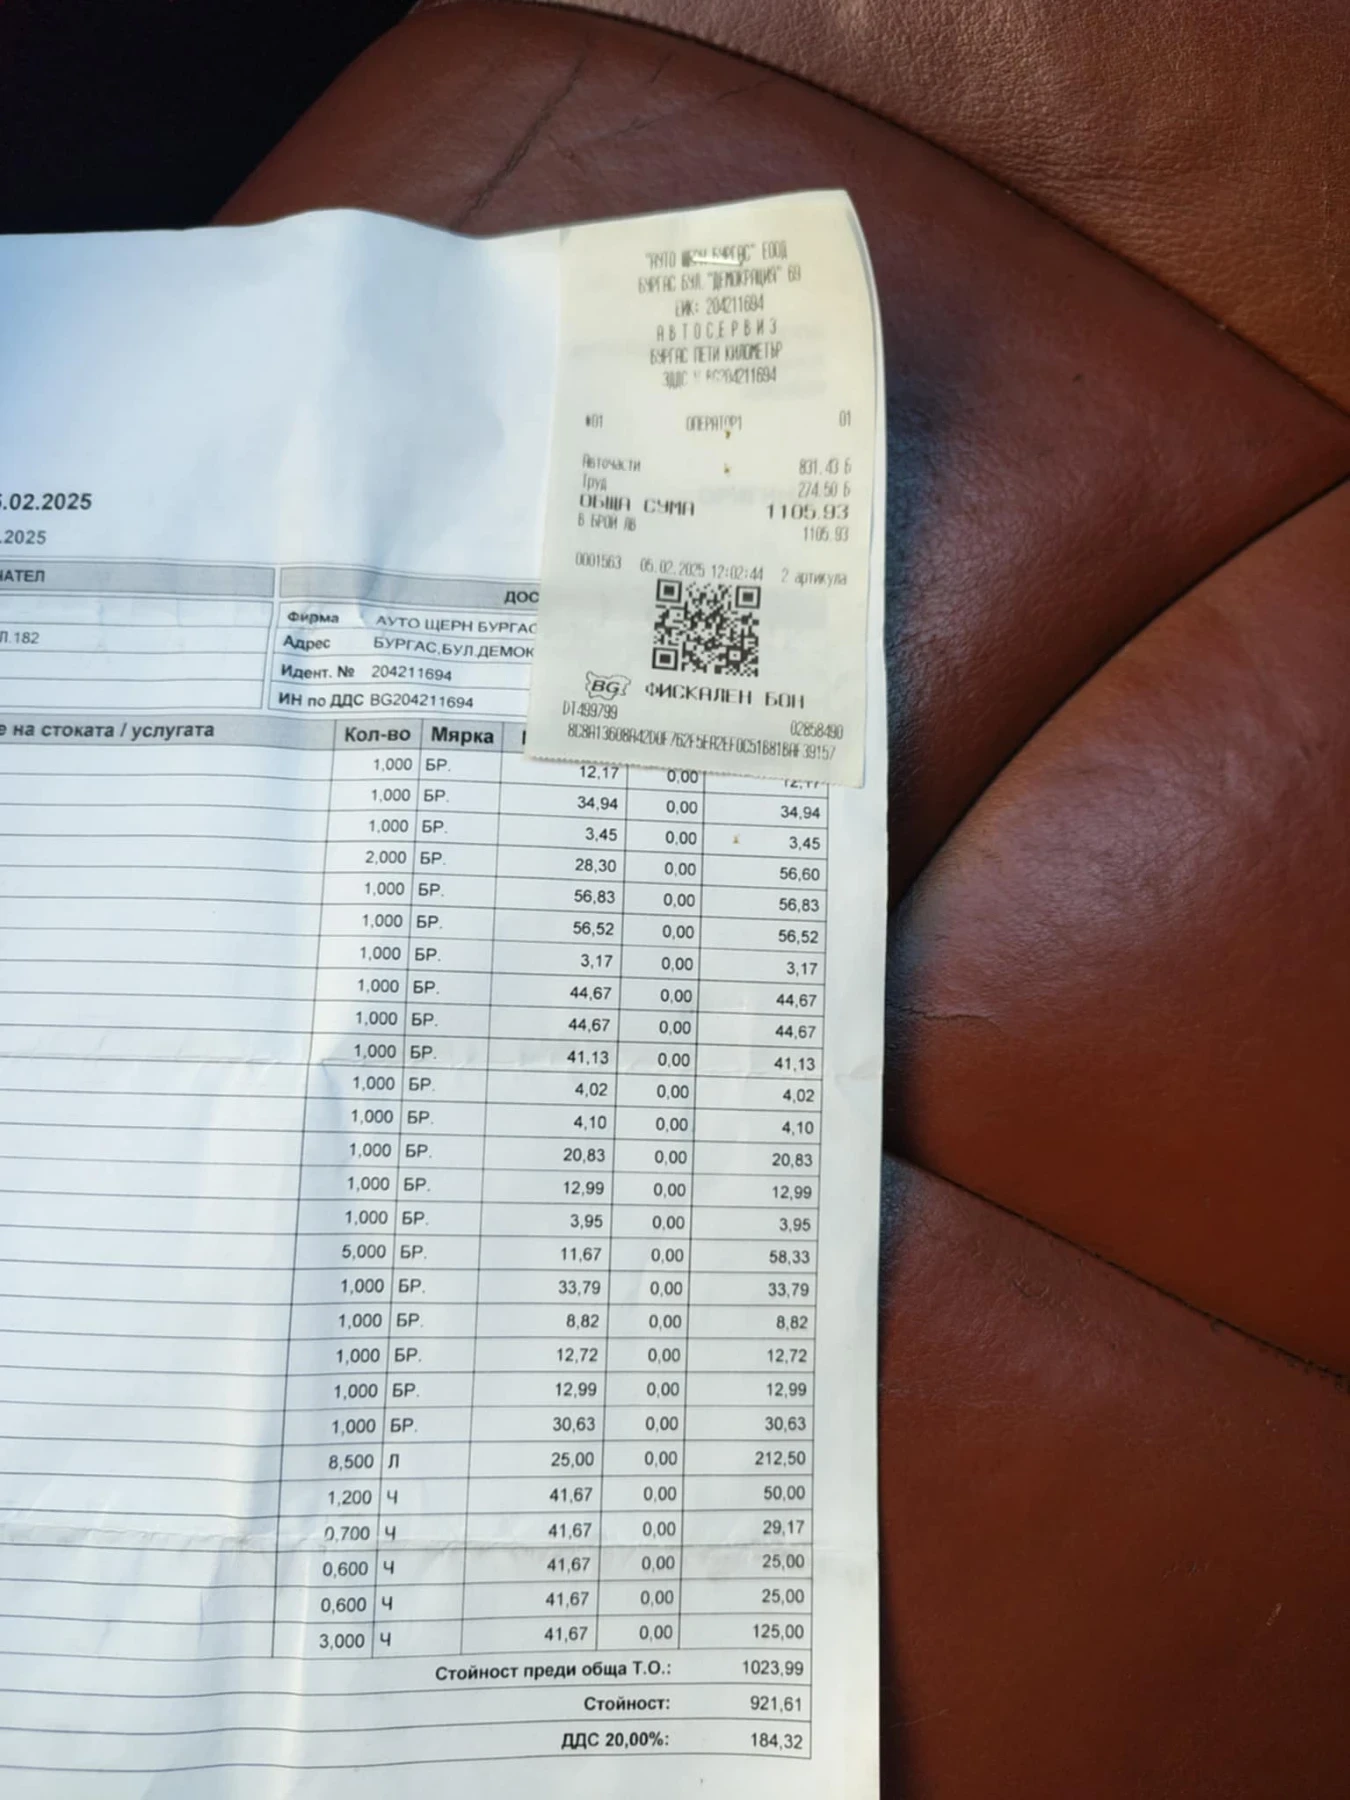 "АУТО ЩЕРН БУРГАС" ЕООД
БУРГАС БУЛ. "ДЕМОКРАЦИЯ" 69
ЕИК: 204211694
АВТОСЕРВИЗ
БУРГАС ПЕТИ КИЛОМЕТЪР
ЗДДС № BG204211694
#01 ОПЕРАТОР1 01
Авточасти 831.43 Б
Труд 274.50 Б
ОБЩА СУМА 1105.93
В БРОЙ ЛВ 1105.93
0001563 05.02.2025 12:02:44 2 артикула
BG ФИСКАЛЕН БОН
DT499799 02858490
.02.2025
.2025
ЧАТЕЛ ДОС
Фирма АУТО ЩЕРН БУРГАС
Л.182
Адрес БУРГАС,БУЛ.ДЕМОК
Идент. № 204211694
ИН по ДДС BG204211694
е на стоката / услугата Кол-во Мярка
1,000 БР. 12,17 0,00 12,17
1,000 БР. 34,94 0,00 34,94
1,000 БР. 3,45 0,00 3,45
2,000 БР. 28,30 0,00 56,60
1,000 БР. 56,83 0,00 56,83
1,000 БР. 56,52 0,00 56,52
1,000 БР. 3,17 0,00 3,17
1,000 БР. 44,67 0,00 44,67
1,000 БР. 44,67 0,00 44,67
1,000 БР. 41,13 0,00 41,13
1,000 БР. 4,02 0,00 4,02
1,000 БР. 4,10 0,00 4,10
1,000 БР. 20,83 0,00 20,83
1,000 БР. 12,99 0,00 12,99
1,000 БР. 3,95 0,00 3,95
5,000 БР. 11,67 0,00 58,33
1,000 БР. 33,79 0,00 33,79
1,000 БР. 8,82 0,00 8,82
1,000 БР. 12,72 0,00 12,72
1,000 БР. 12,99 0,00 12,99
1,000 БР. 30,63 0,00 30,63
8,500 Л 25,00 0,00 212,50
1,200 Ч 41,67 0,00 50,00
0,700 Ч 41,67 0,00 29,17
0,600 Ч 41,67 0,00 25,00
0,600 Ч 41,67 0,00 25,00
3,000 Ч 41,67 0,00 125,00
Стойност преди обща Т.О.: 1023,99
Стойност: 921,61
ДДС 20,00%: 184,32